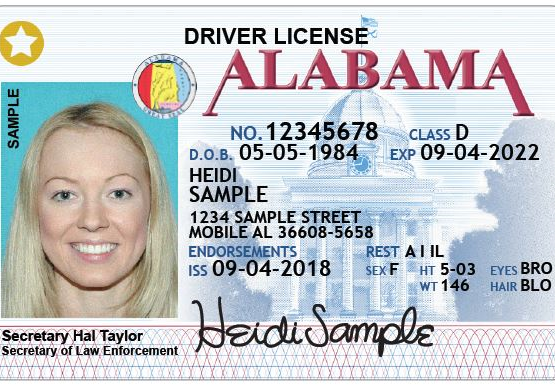 DRIVER LICENSE
ALABAMA
SAMPLE
NO. 12345678 CLASS D
D.O.B. 05-05-1984 EXP 09-04-2022
HEIDI
SAMPLE
1234 SAMPLE STREET
MOBILE AL 36608-5658
ENDORSEMENTS REST A I IL
ISS 09-04-2018 SEX F HT 5-03 EYES BRO
WT 146 HAIR BLO
Heidi Sample
Secretary Hal Taylor
Secretary of Law Enforcement